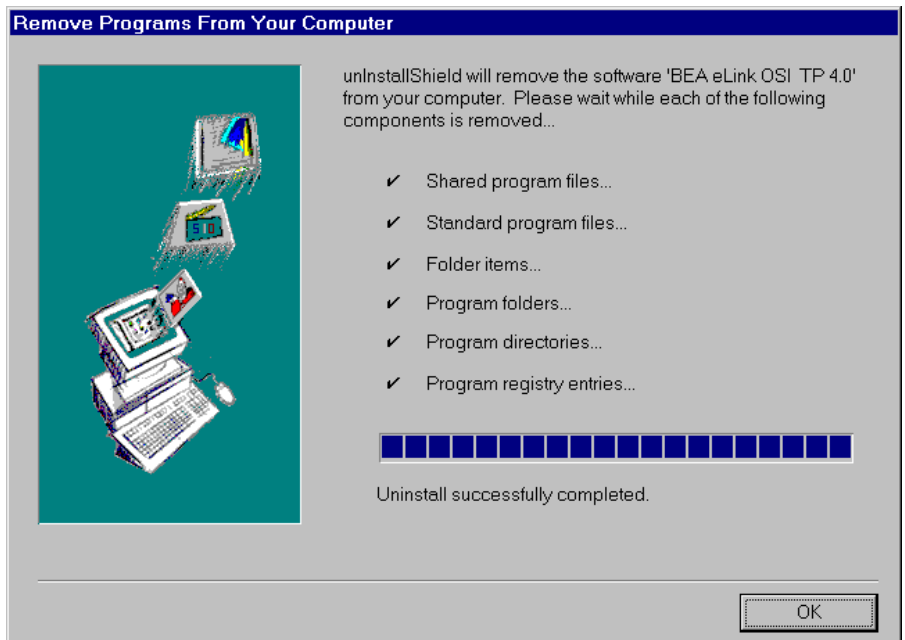 Remove Programs From Your Computer
unInstallShield will remove the software 'BEA eLink OSI TP 4.0'
from your computer. Please wait while each of the following
components is removed...
✔ Shared program files...
✔ Standard program files...
✔ Folder items...
✔ Program folders...
✔ Program directories...
✔ Program registry entries...
Uninstall successfully completed.
OK